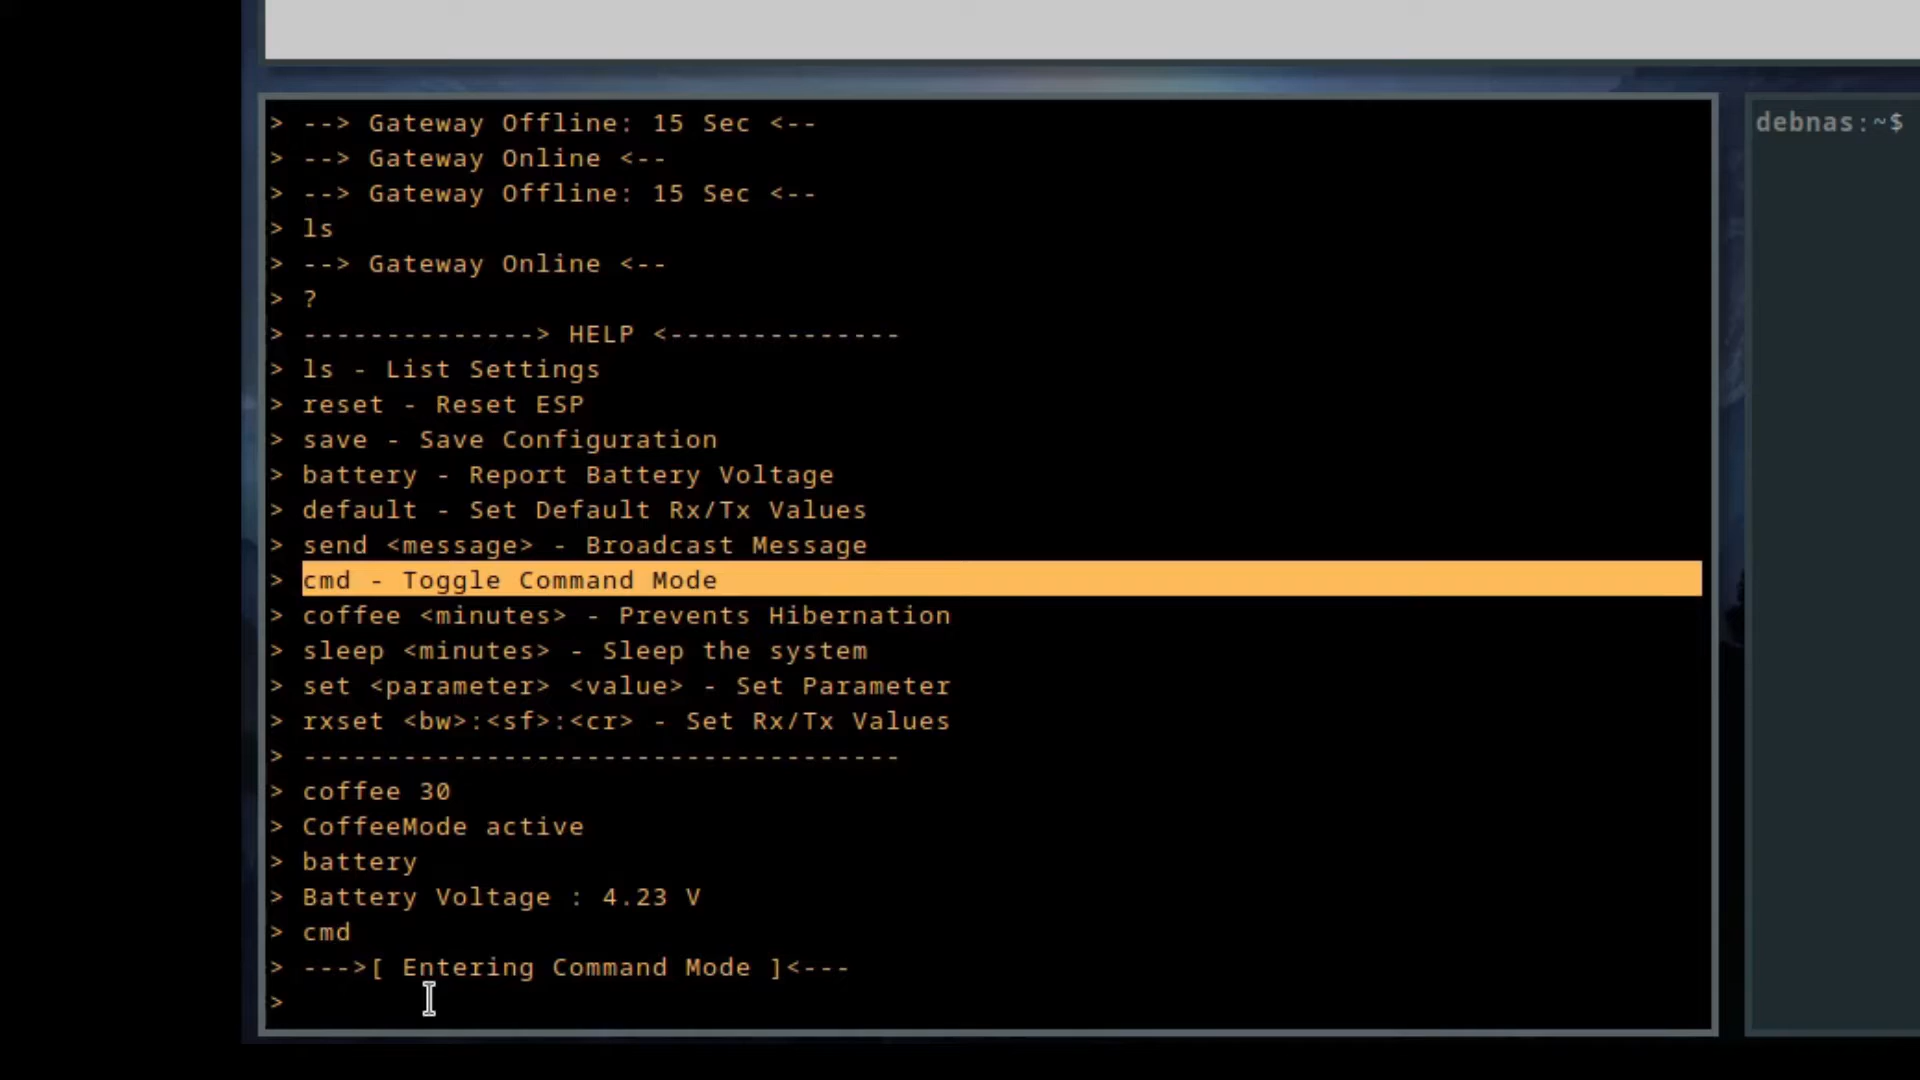 > --> Gateway Offline: 15 Sec <--
> --> Gateway Online <--
> --> Gateway Offline: 15 Sec <--
> ls
> --> Gateway Online <--
> ?
> --------------> HELP <--------------
> ls - List Settings
> reset - Reset ESP
> save - Save Configuration
> battery - Report Battery Voltage
> default - Set Default Rx/Tx Values
> send <message> - Broadcast Message
> cmd - Toggle Command Mode
> coffee <minutes> - Prevents Hibernation
> sleep <minutes> - Sleep the system
> set <parameter> <value> - Set Parameter
> rxset <bw>:<sf>:<cr> - Set Rx/Tx Values
> ------------------------------------
> coffee 30
> CoffeeMode active
> battery
> Battery Voltage : 4.23 V
> cmd
> --->[ Entering Command Mode ]<---
>
debnas:~$